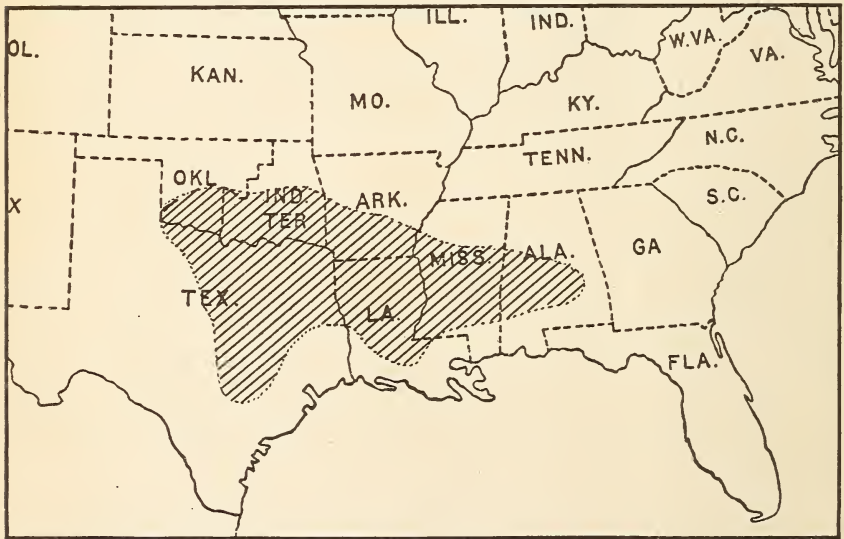 ILL.
IND.
W.VA.
OL.
VA.
KAN.
MO.
KY.
N.C.
TENN.
OKL
IND.
TER
ARK.
S.C.
X
MISS.
ALA.
GA
TEX.
LA.
FLA.